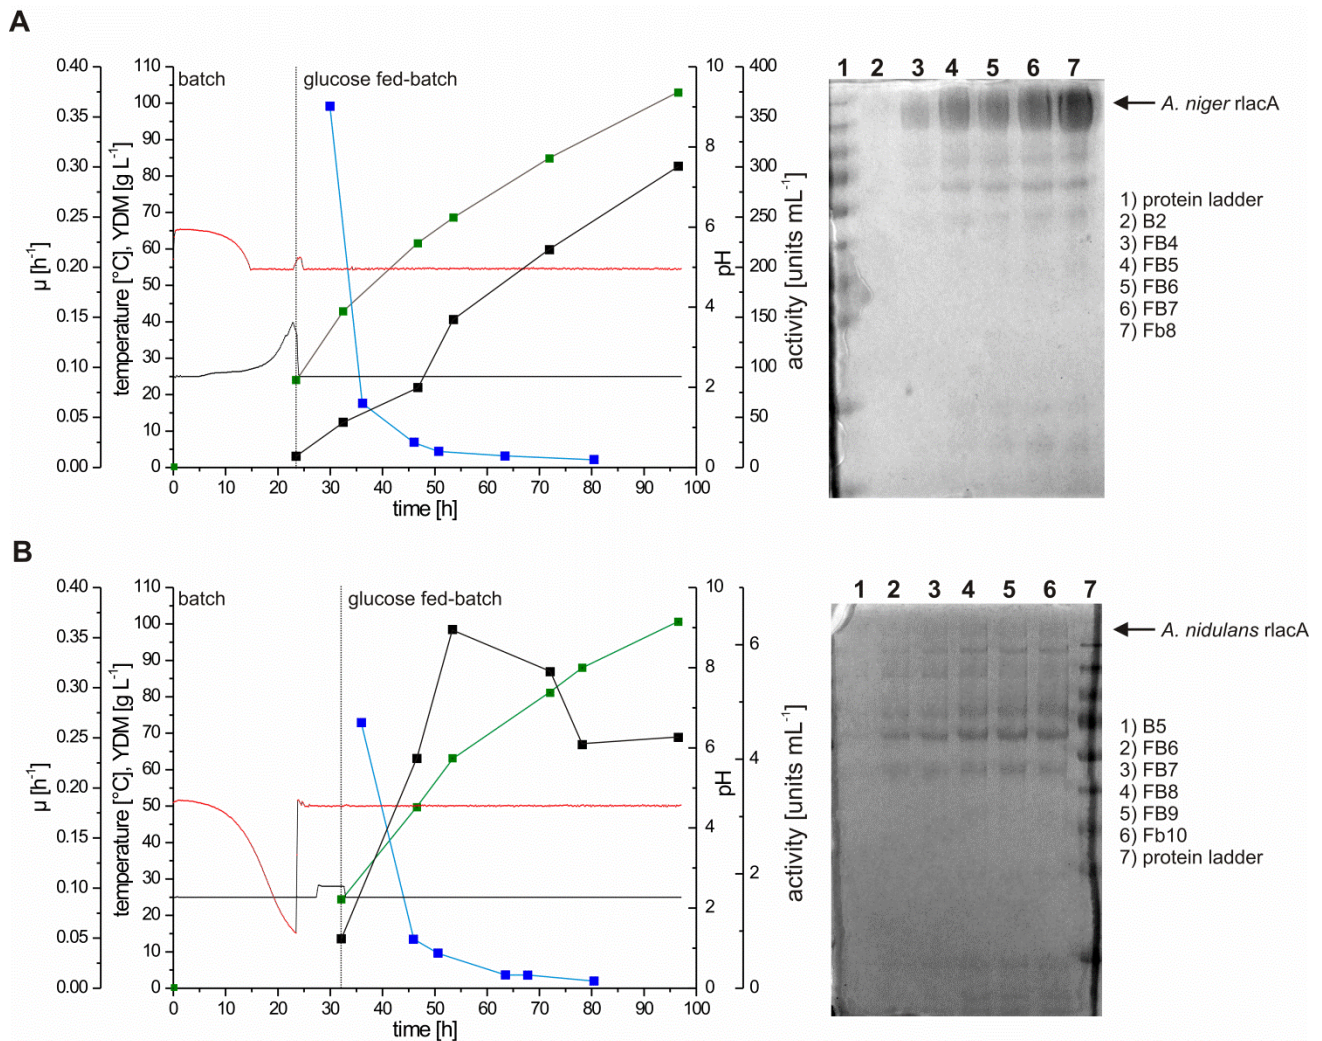 A
batch
glucose fed-batch
0.40 0.35 0.30 0.25 0.20 0.15 0.10 0.05 0.00
µ [h-1]
110 100 90 80 70 60 50 40 30 20 10 0
temperature [°C], YDM [g L-1]
10 8 6 4 2 0
pH
400 350 300 250 200 150 100 50 0
activity [units mL-1]
0 10 20 30 40 50 60 70 80 90 100
time [h]
1 2 3 4 5 6 7
A. niger rlacA
1) protein ladder
2) B2
3) FB4
4) FB5
5) FB6
6) FB7
7) Fb8
B
batch
glucose fed-batch
0.40 0.35 0.30 0.25 0.20 0.15 0.10 0.05 0.00
µ [h-1]
110 100 90 80 70 60 50 40 30 20 10 0
temperature [°C], YDM [g L-1]
10 8 6 4 2 0
pH
6 4 2 0
activity [units mL-1]
0 10 20 30 40 50 60 70 80 90 100
time [h]
1 2 3 4 5 6 7
A. nidulans rlacA
1) B5
2) FB6
3) FB7
4) FB8
5) FB9
6) Fb10
7) protein ladder